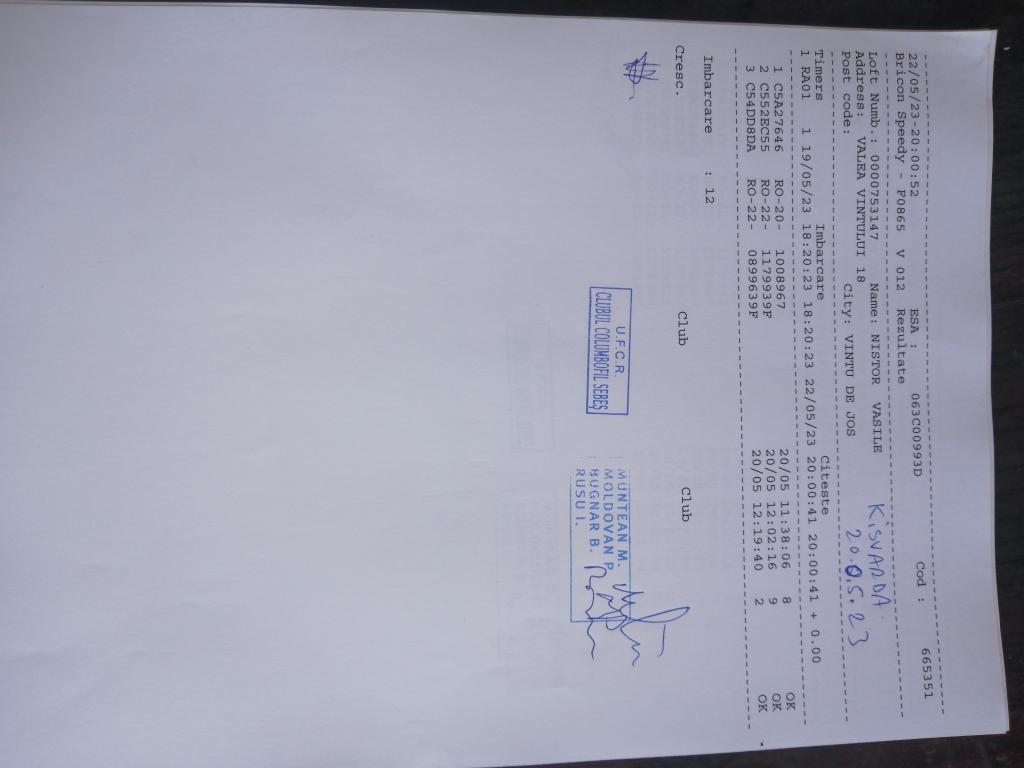 22/05/23-20:00:52 ESA : 063C00993D Cod : 665351
Bricon Speedy - F0865 V 012 Rezultate
Loft Numb.: 0000753147 Name: NISTOR VASILE
KISVARDA
Address: VALEA VINTULUI 18
20.05.23
Post code: City: VINTU DE JOS
Timers Imbarcare Citeste
1 RA01 1 19/05/23 18:20:23 18:20:23 22/05/23 20:00:41 20:00:41 + 0.00
1 C5A27646 RO-20- 1008967 20/05 11:38:06 8 OK
2 C552EC55 RO-22- 1179939F 20/05 12:02:16 9 OK
3 C54DD8DA RO-22- 0899639F 20/05 12:19:40 2 OK
Imbarcare : 12
Cresc. Club Club
U.F.C.R.
CLUBUL COLUMBOFIL SEBEȘ
MUNTEAN M.
MOLDOVAN P.
BUGNAR B.
RUSU I.